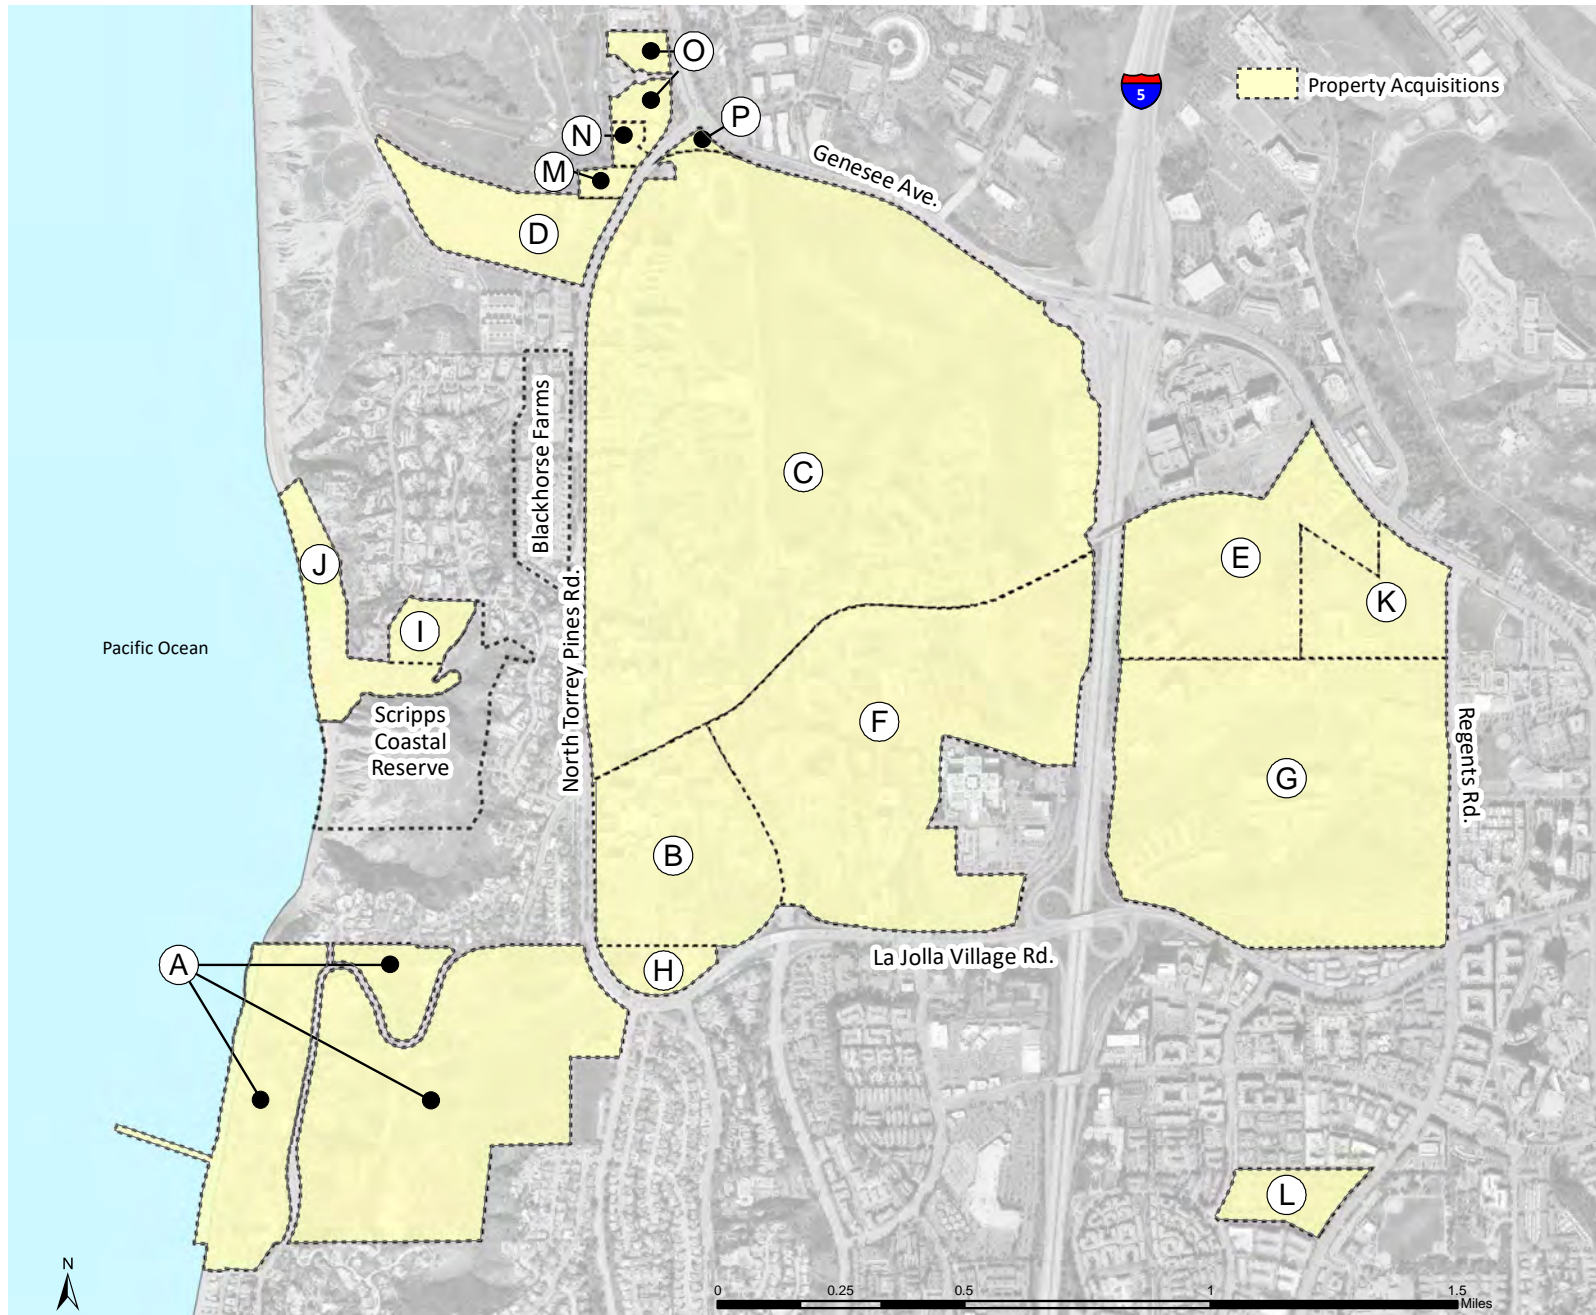 O
5
Property Acquisitions
P
N
M
Genesee Ave.
D
Blackhorse Farms
C
E
J
K
I
Pacific Ocean
North Torrey Pines Rd.
Scripps
Coastal
Reserve
F
Regents Rd.
G
B
La Jolla Village Rd.
A
H
L
N
0 0.25 0.5 1 1.5
Miles